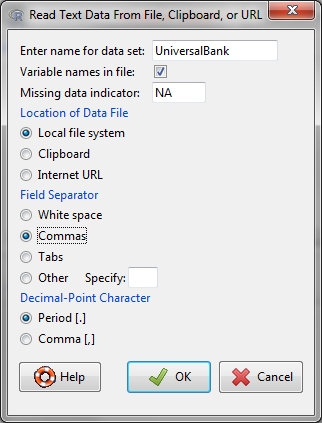 Read Text Data From File, Clipboard, or URL
Enter name for data set: UniversalBank
Variable names in file:
Missing data indicator: NA
Location of Data File
Local file system
Clipboard
Internet URL
Field Separator
White space
Commas
Tabs
Other Specify:
Decimal-Point Character
Period [.]
Comma [,]
Help OK Cancel